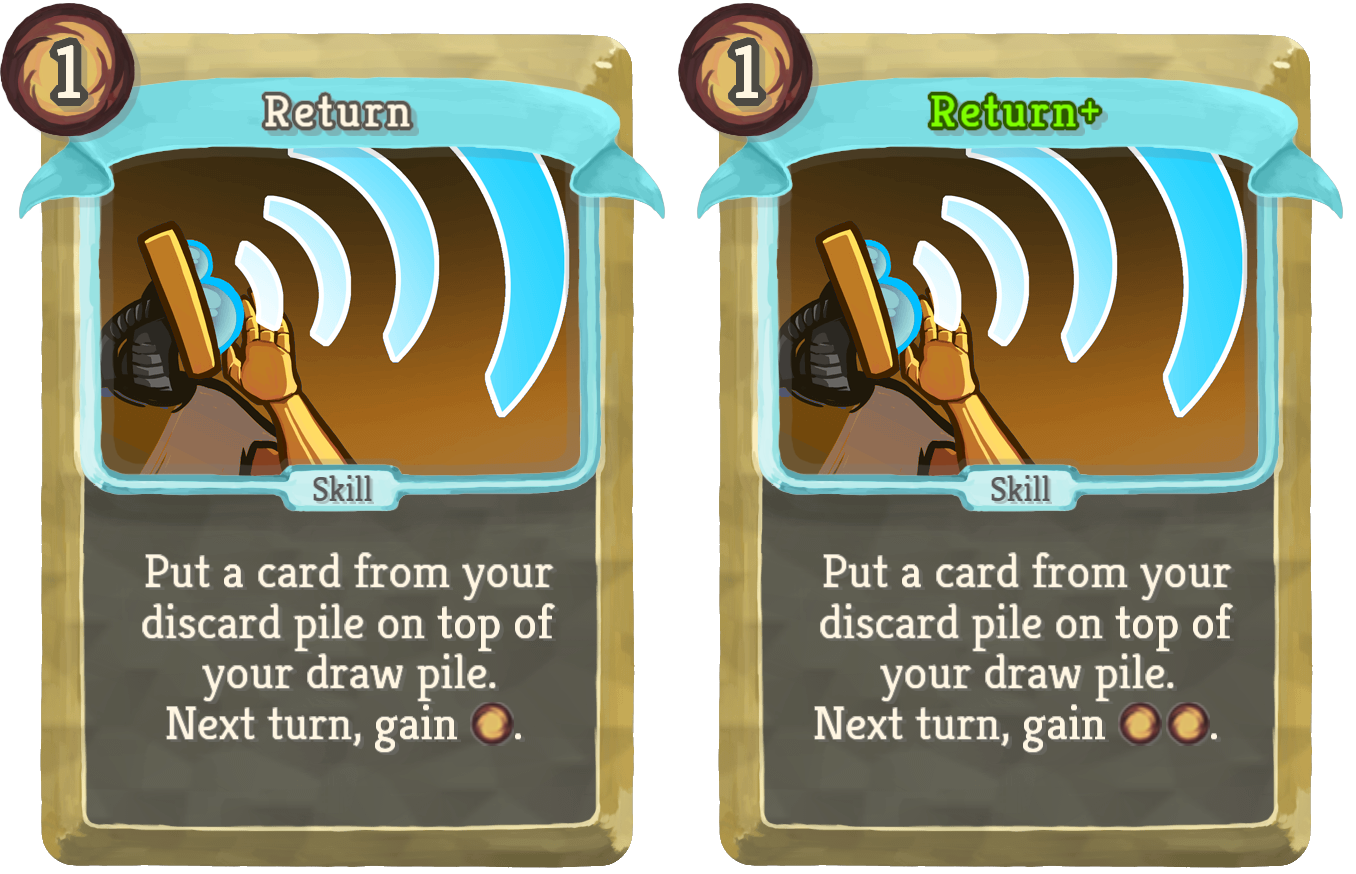 1
Return
Skill
Put a card from your
discard pile on top of
your draw pile.
Next turn, gain .
1
Return+
Skill
Put a card from your
discard pile on top of
your draw pile.
Next turn, gain .